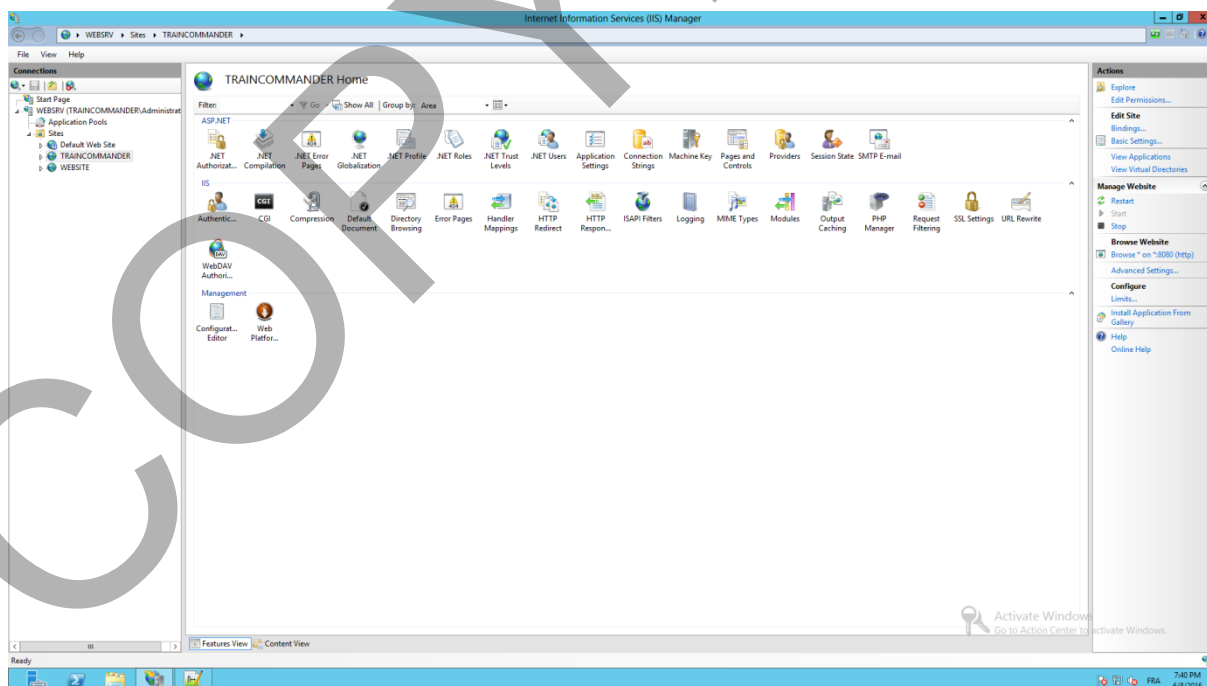 Internet Information Services (IIS) Manager
WEBSRV Sites TRAINCOMMANDER
File View Help
Connections
Start Page
WEBSRV (TRAINCOMMANDER\Administrat
Application Pools
Sites
Default Web Site
TRAINCOMMANDER
WEBSITE
TRAINCOMMANDER Home
Filter: Go Show All Group by: Area
ASP.NET
.NET Authorizat... .NET Compilation .NET Error Pages .NET Globalization .NET Profile .NET Roles .NET Trust Levels .NET Users Application Settings Connection Strings Machine Key Pages and Controls Providers Session State SMTP E-mail
IIS
Authentic... CGI Compression Default Document Directory Browsing Error Pages Handler Mappings HTTP Redirect HTTP Respon... ISAPI Filters Logging MIME Types Modules Output Caching PHP Manager Request Filtering SSL Settings URL Rewrite
WebDAV Authori...
Management
Configurat... Editor Web Platfor...
Features View Content View
Ready
Actions
Explore
Edit Permissions...
Edit Site
Bindings...
Basic Settings...
View Applications
View Virtual Directories
Manage Website
Restart
Start
Stop
Browse Website
Browse * on *:8080 (http)
Advanced Settings...
Configure
Limits...
Install Application From
Gallery
Help
Online Help
Activate Windows
Go to Action Center to activate Windows.
FRA 7:40 PM
6/8/2016
COPY